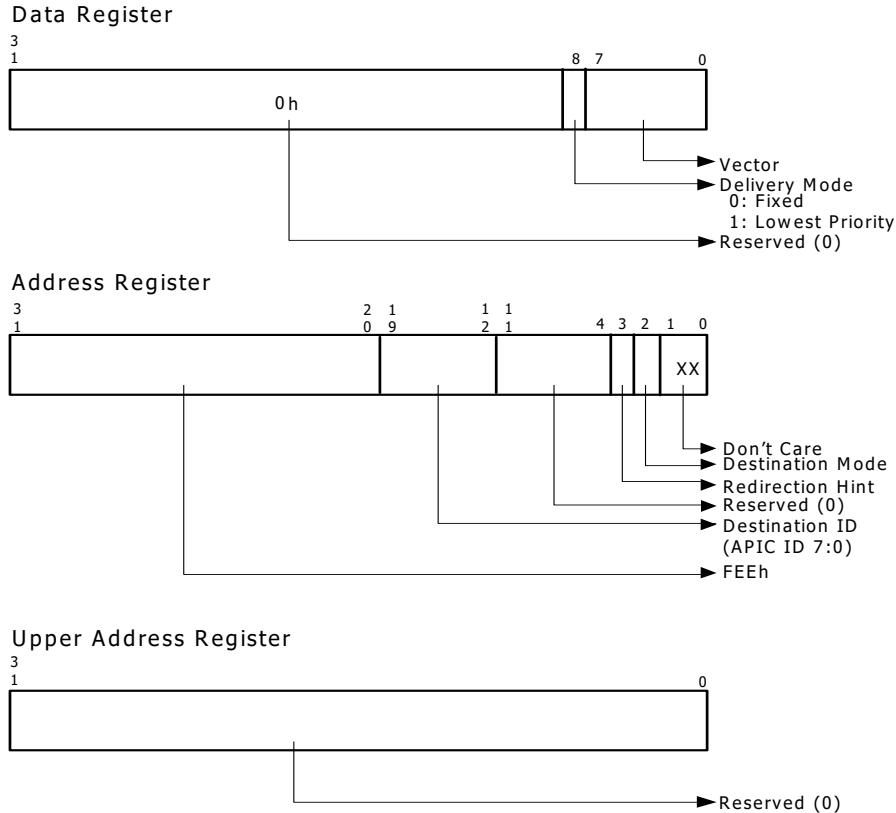 Data Register
3
1 8 7 0
0h
Vector
Delivery Mode
0: Fixed
1: Lowest Priority
Reserved (0)
Address Register
3 2 1 1 1
1 0 9 2 1 4 3 2 1 0
XX
Don't Care
Destination Mode
Redirection Hint
Reserved (0)
Destination ID
(APIC ID 7:0)
FEEh
Upper Address Register
3
1 0
Reserved (0)